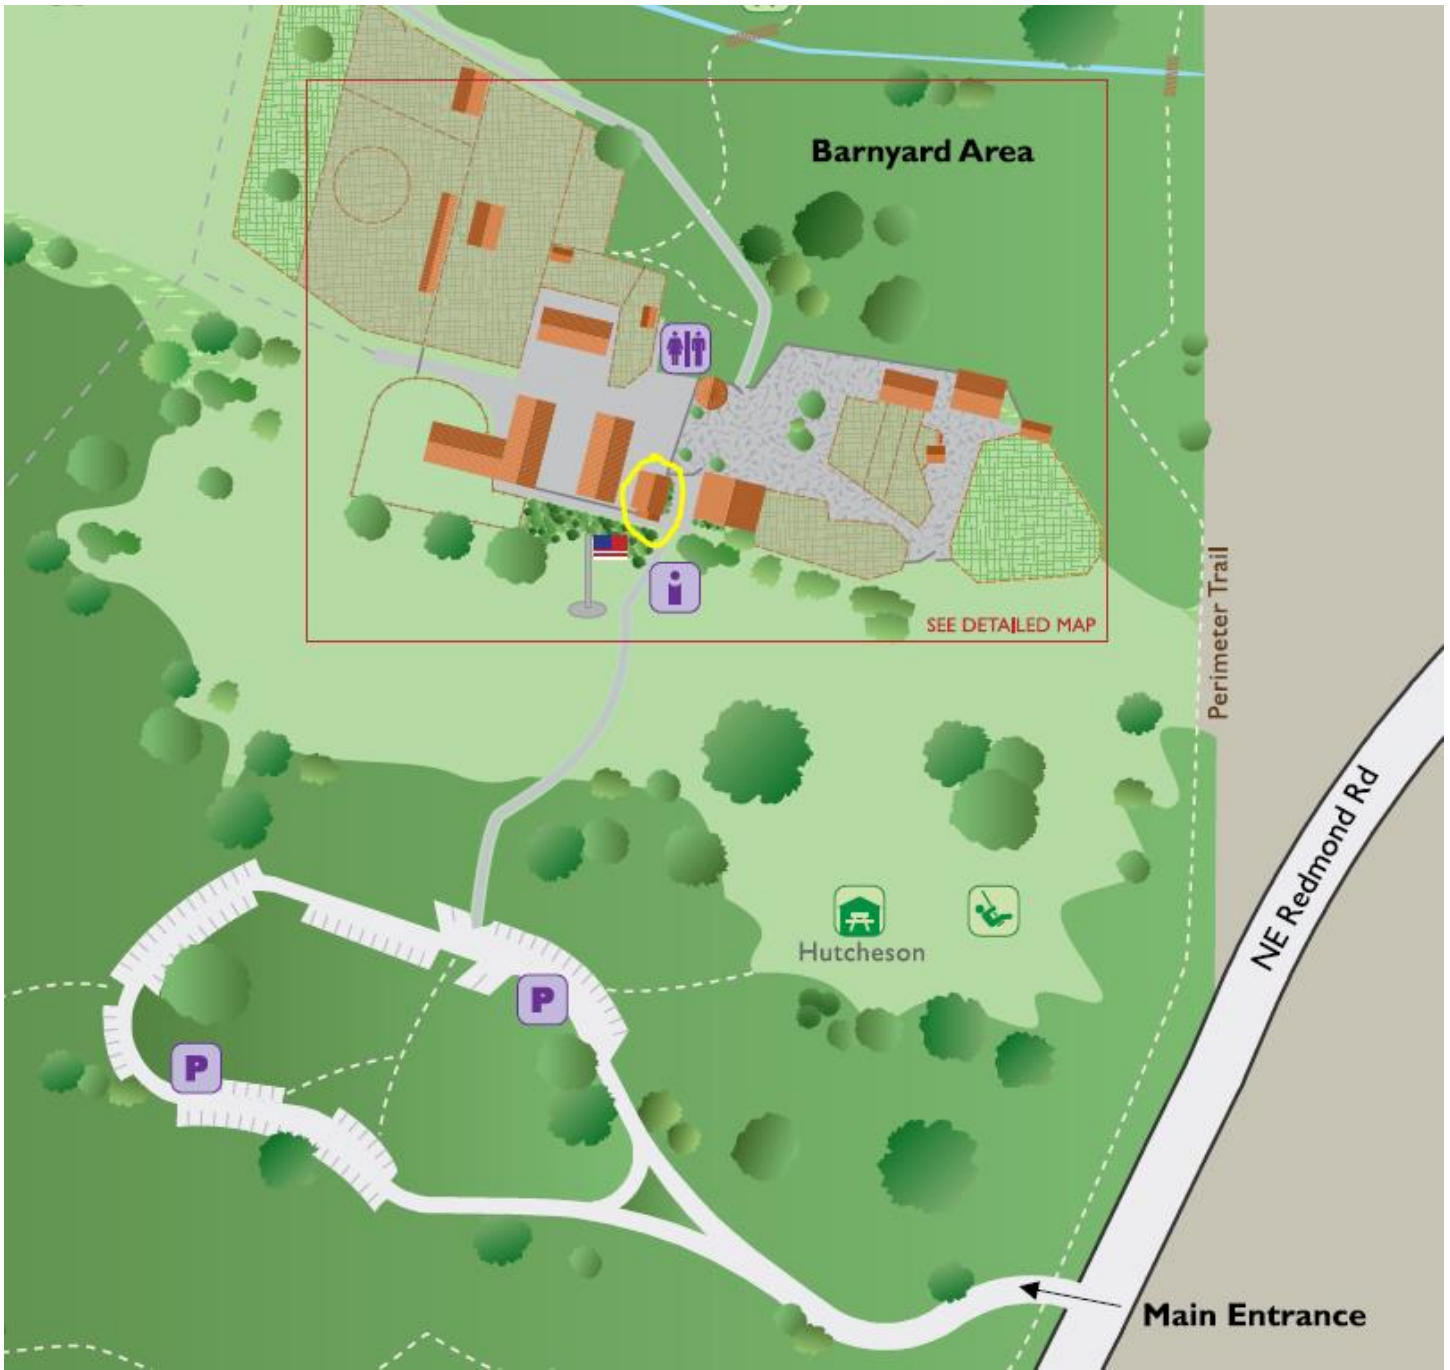 Barnyard Area
SEE DETAILED MAP
Perimeter Trail
NE Redmond Rd
Hutcheson
P
P
Main Entrance